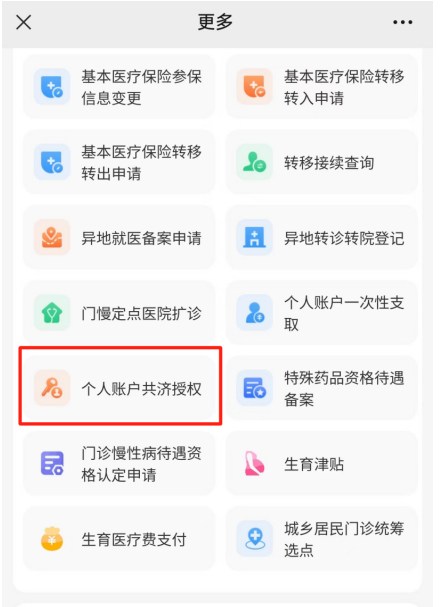 更多
基本医疗保险参保
信息变更
基本医疗保险转移
转入申请
基本医疗保险转移
转出申请
转移接续查询
异地就医备案申请
异地转诊转院登记
门慢定点医院扩诊
个人账户一次性支
取
个人账户共济授权
特殊药品资格待遇
备案
门诊慢性病待遇资
格认定申请
生育津贴
生育医疗费支付
城乡居民门诊统筹
选点